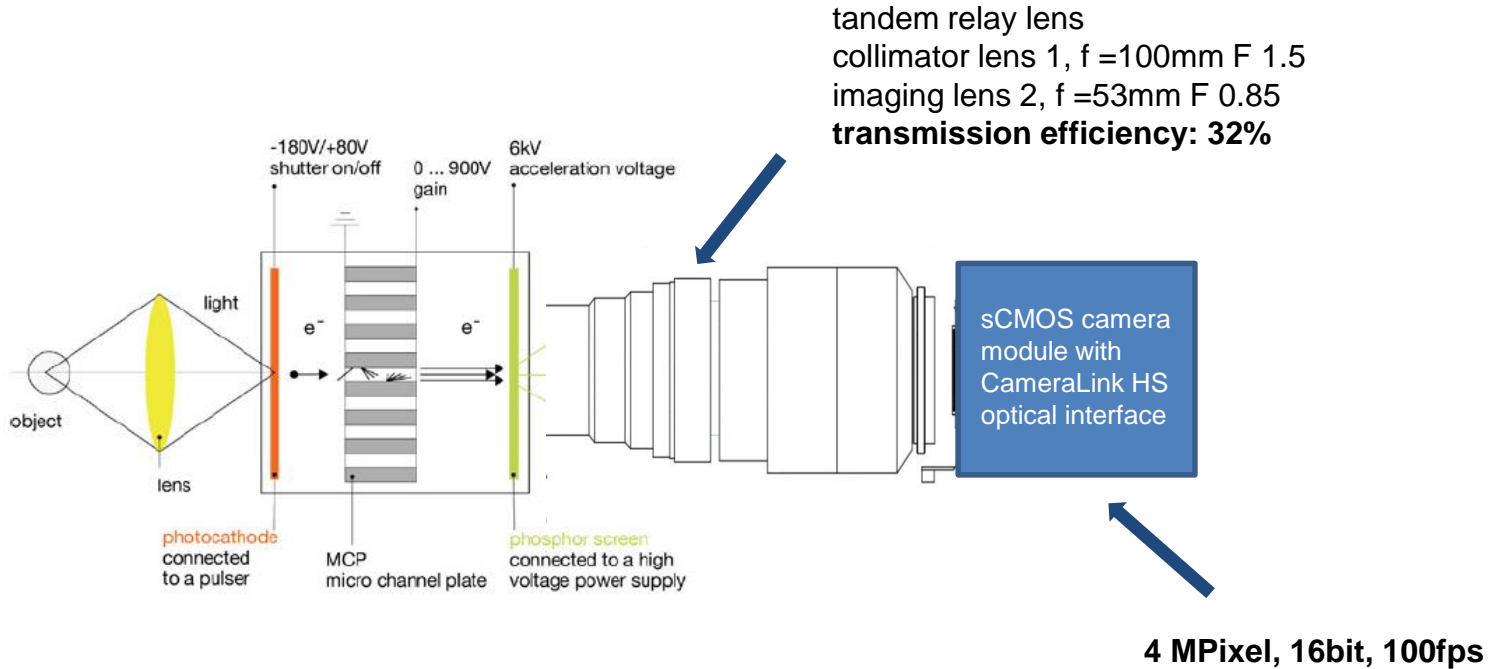 tandem relay lens
collimator lens 1, f =100mm F 1.5
imaging lens 2, f =53mm F 0.85
transmission efficiency: 32%
-180V/+80V
shutter on/off
0 ... 900V
gain
6kV
acceleration voltage
light
e-
e-
object
lens
sCMOS camera
module with
CameraLink HS
optical interface
photocathode
connected
to a pulser
MCP
micro channel plate
phosphor screen
connected to a high
voltage power supply
4 MPixel, 16bit, 100fps